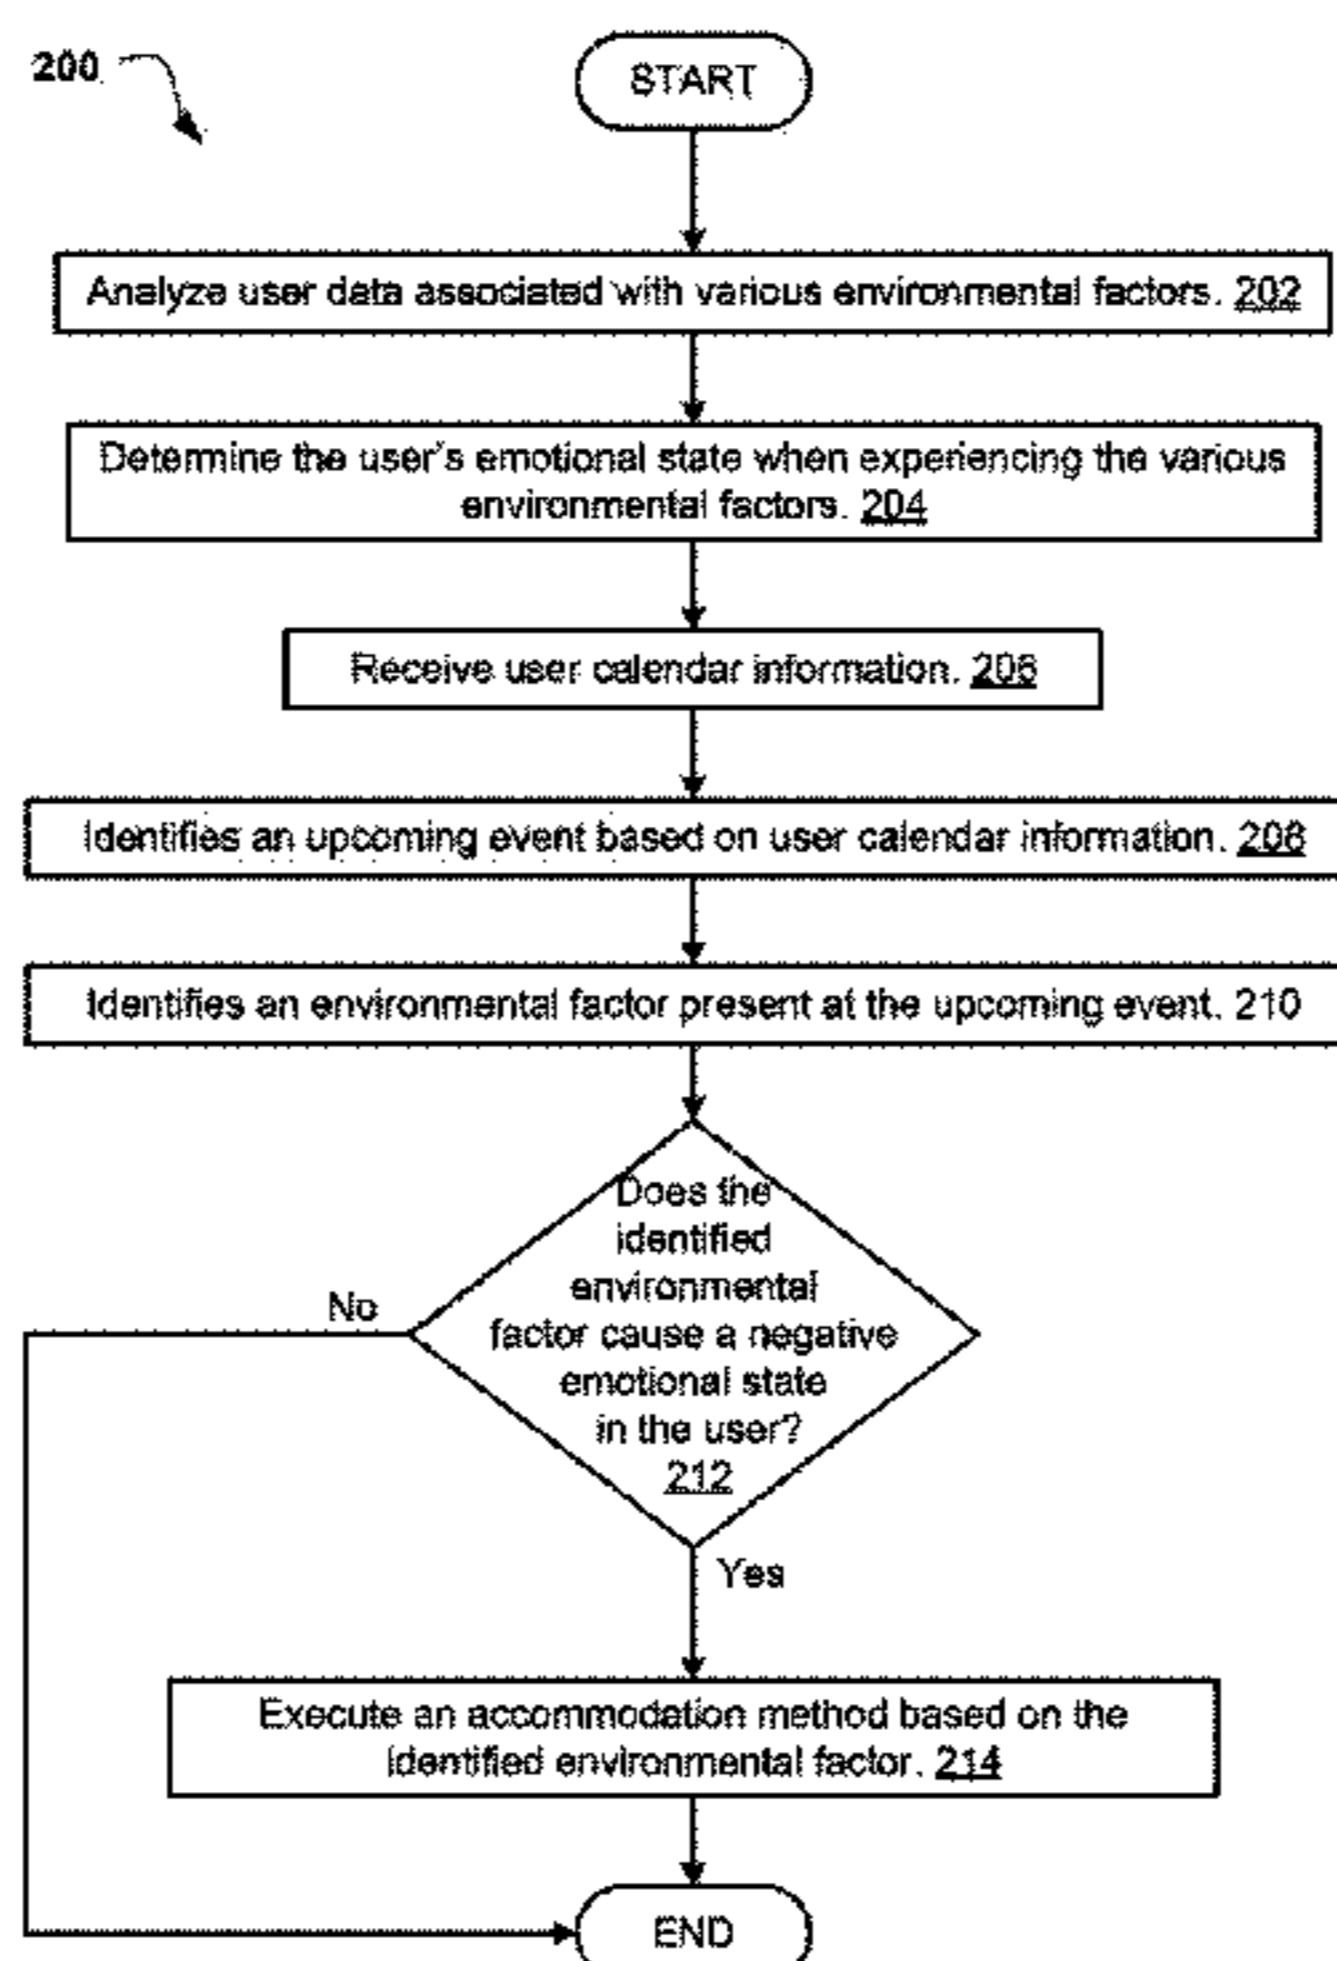 200
START
Analyze user data associated with various environmental factors. 202
Determine the user's emotional state when experiencing the various
environmental factors. 204
Receive user calendar information. 206
Identifies an upcoming event based on user calendar information. 208
Identifies an environmental factor present at the upcoming event. 210
Does the
identified
environmental
factor cause a negative
emotional state
in the user?
212
No
Yes
Execute an accommodation method based on the
identified environmental factor. 214
END